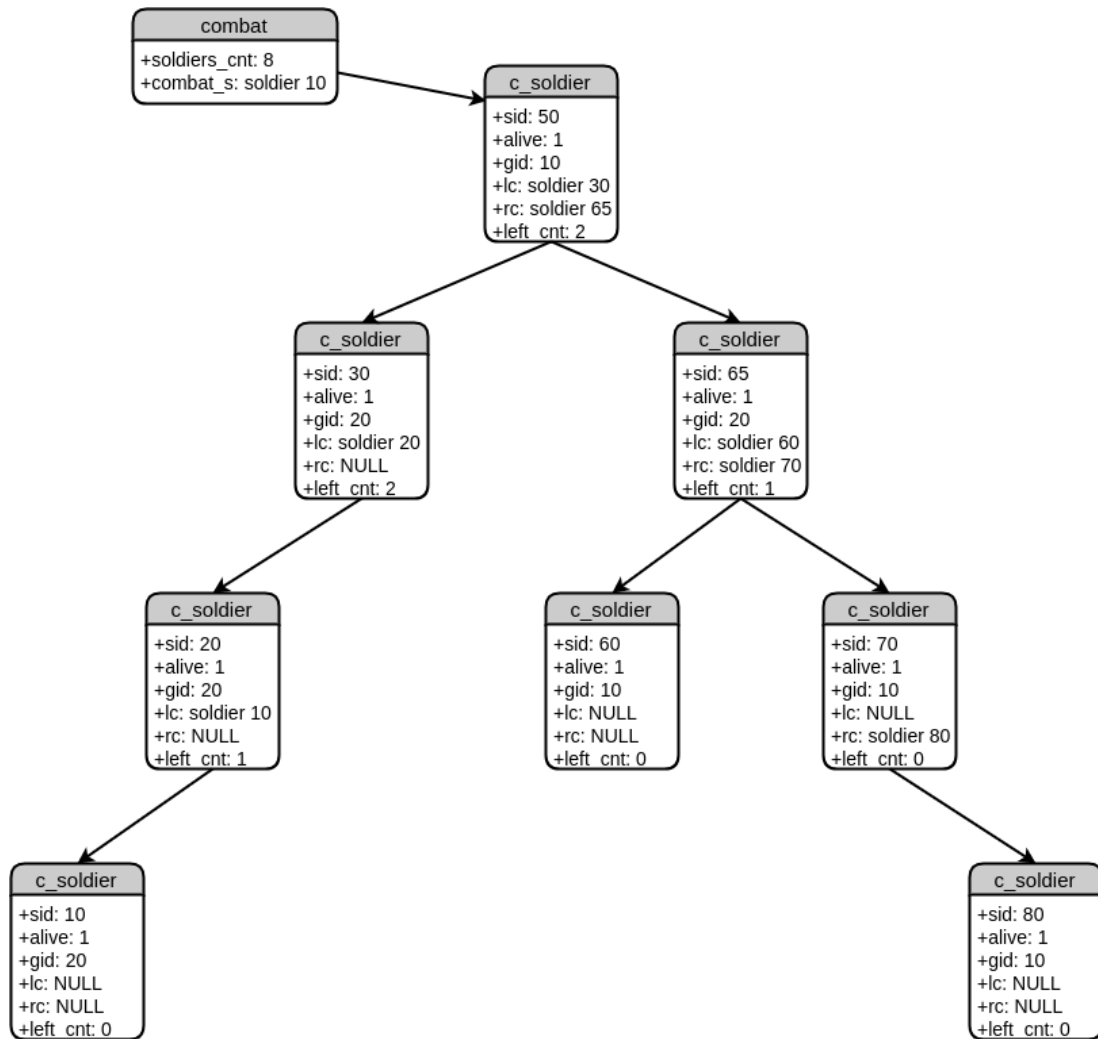 combat
+soldiers_cnt: 8
+combat_s: soldier 10
c_soldier
+sid: 50
+alive: 1
+gid: 10
+lc: soldier 30
+rc: soldier 65
+left_cnt: 2
c_soldier
+sid: 30
+alive: 1
+gid: 20
+lc: soldier 20
+rc: NULL
+left_cnt: 2
c_soldier
+sid: 65
+alive: 1
+gid: 20
+lc: soldier 60
+rc: soldier 70
+left_cnt: 1
c_soldier
+sid: 20
+alive: 1
+gid: 20
+lc: soldier 10
+rc: NULL
+left_cnt: 1
c_soldier
+sid: 60
+alive: 1
+gid: 10
+lc: NULL
+rc: NULL
+left_cnt: 0
c_soldier
+sid: 70
+alive: 1
+gid: 10
+lc: NULL
+rc: soldier 80
+left_cnt: 0
c_soldier
+sid: 10
+alive: 1
+gid: 20
+lc: NULL
+rc: NULL
+left_cnt: 0
c_soldier
+sid: 80
+alive: 1
+gid: 10
+lc: NULL
+rc: NULL
+left_cnt: 0